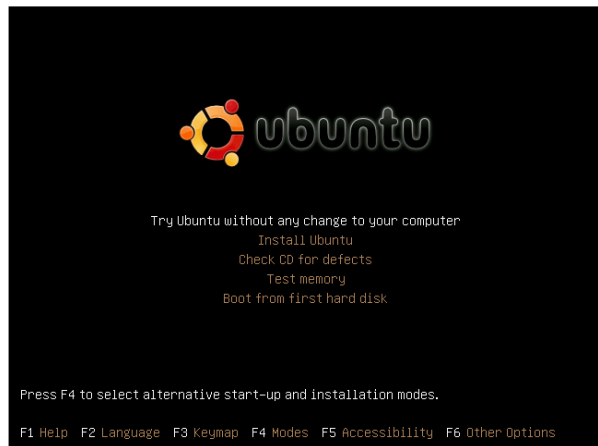 ubuntu
Try Ubuntu without any change to your computer
Install Ubuntu
Check CD for defects
Test memory
Boot from first hard disk
Press F4 to select alternative start-up and installation modes.
F1 Help F2 Language F3 Keymap F4 Modes F5 Accessibility F6 Other Options